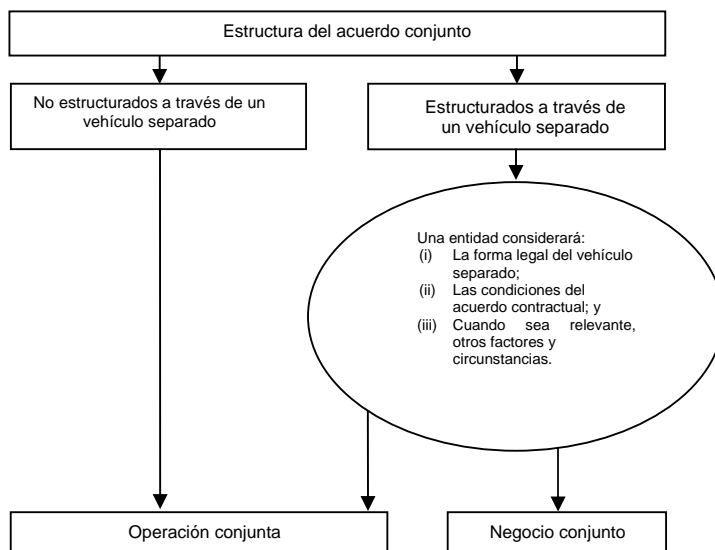 Estructura del acuerdo conjunto
No estructurados a través de un
vehículo separado
Estructurados a través de
un vehículo separado
Una entidad considerará:
(i) La forma legal del vehículo
separado;
(ii) Las condiciones del
acuerdo contractual; y
(iii) Cuando sea relevante,
otros factores y
circunstancias.
Operación conjunta
Negocio conjunto